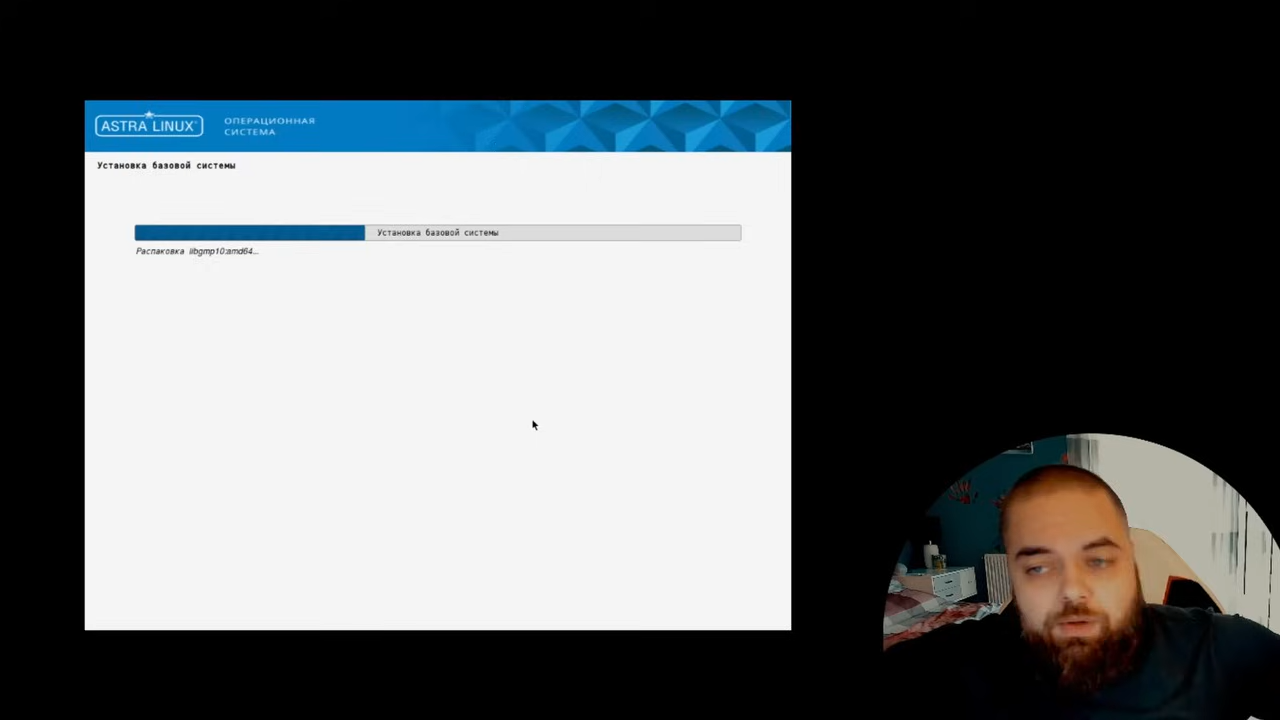 ASTRA LINUX®
ОПЕРАЦИОННАЯ
СИСТЕМА
Установка базовой системы
Установка базовой системы
Распаковка libgmp10:amd64...